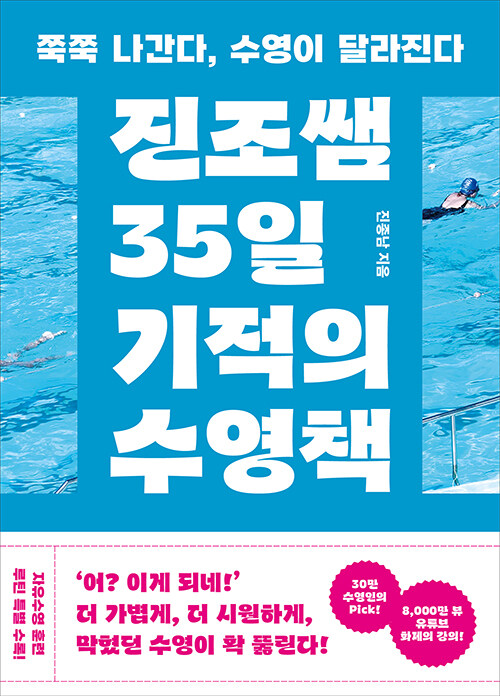 쭉쭉 나간다, 수영이 달라진다
진조쌤
35일
기적의
수영책
진종남 지음
자유수영 훈련
루틴 특별 수록!
‘어? 이게 되네!’
더 가볍게, 더 시원하게,
막혔던 수영이 확 뚫린다!
30만
수영인의
Pick!
8,000만 뷰
유튜브
화제의 강의!